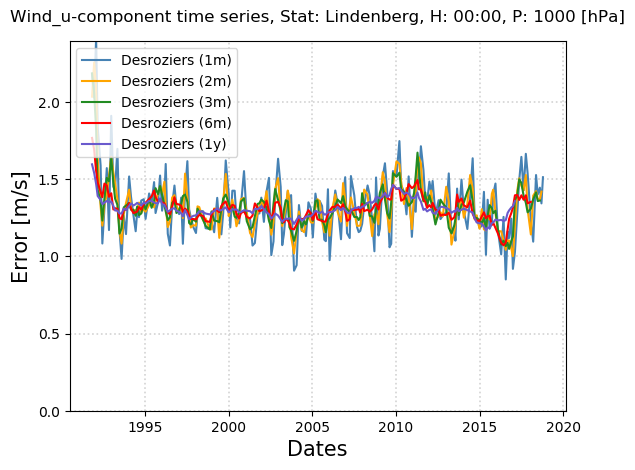 Wind_u-component time series, Stat: Lindenberg, H: 00:00, P: 1000 [hPa]
Desroziers (1m)
Desroziers (2m)
Desroziers (3m)
Desroziers (6m)
Desroziers (1y)
Error [m/s]
2.0
1.5
1.0
0.5
0.0
1995 2000 2005 2010 2015 2020
Dates